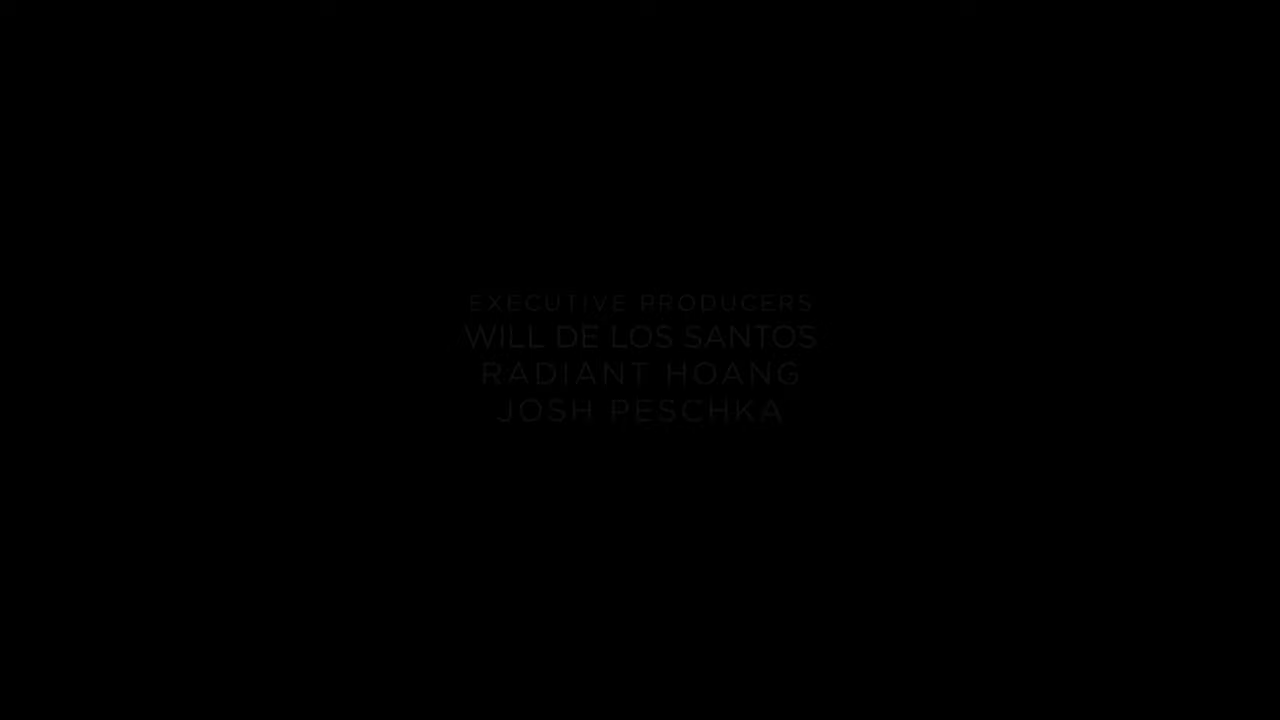 EXECUTIVE PRODUCERS
WILL DE LOS SANTOS
RADIANT HOANG
JOSH PESCHKA